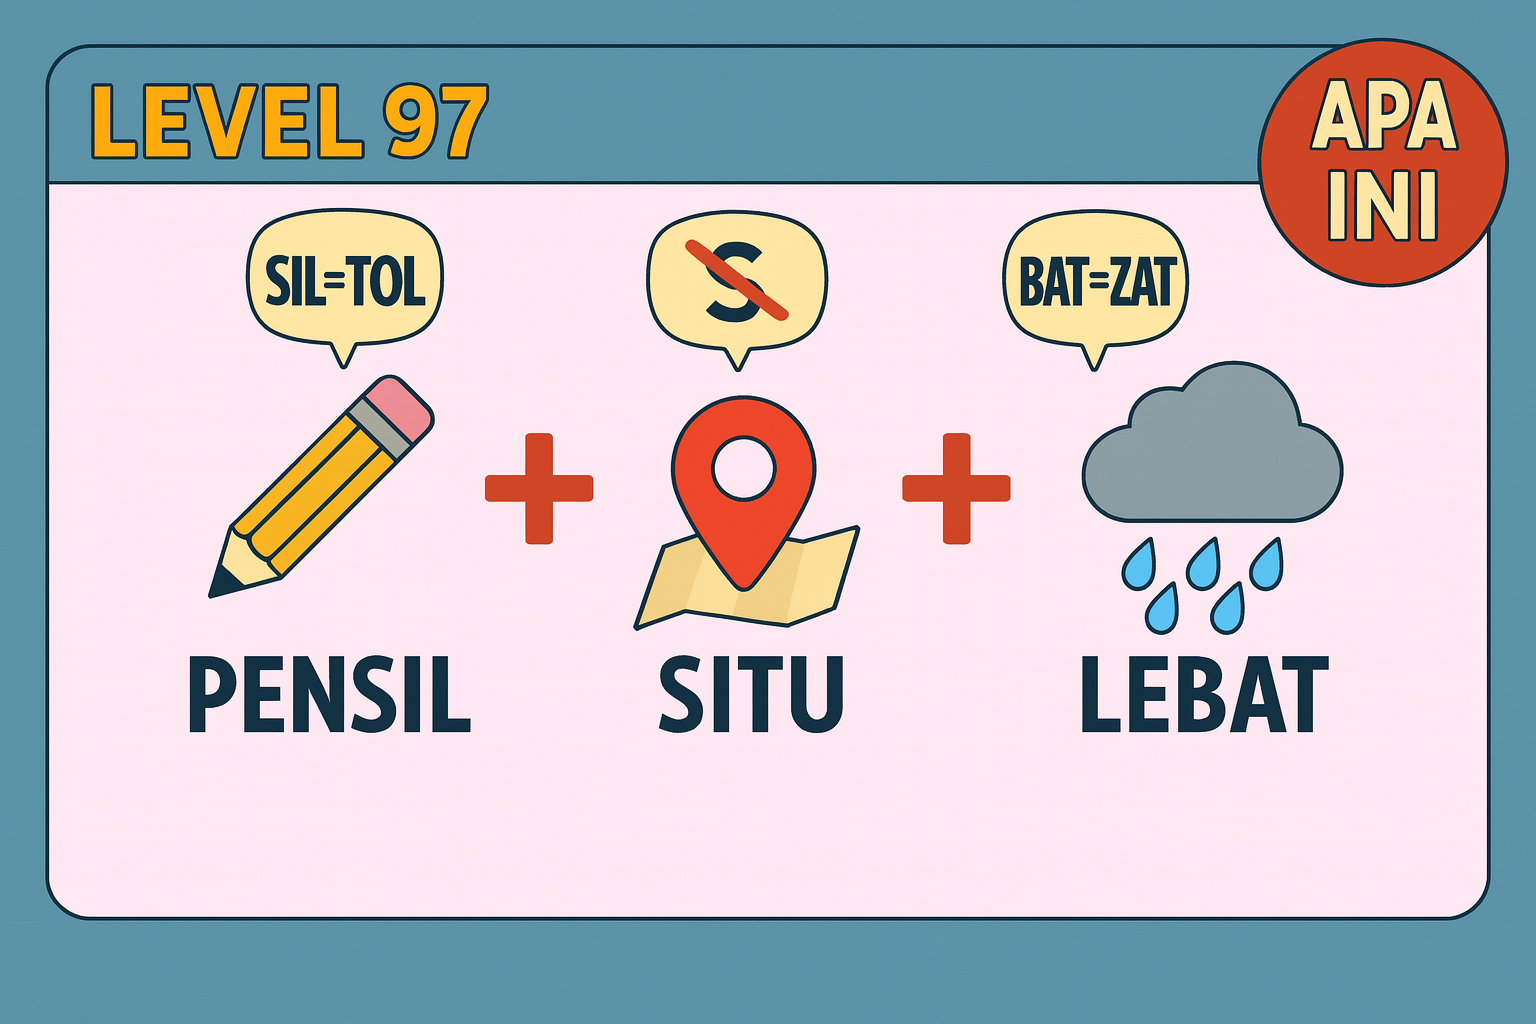 LEVEL 97
APA
INI
SIL=TOL
S
BAT=ZAT
PENSIL
SITU
LEBAT